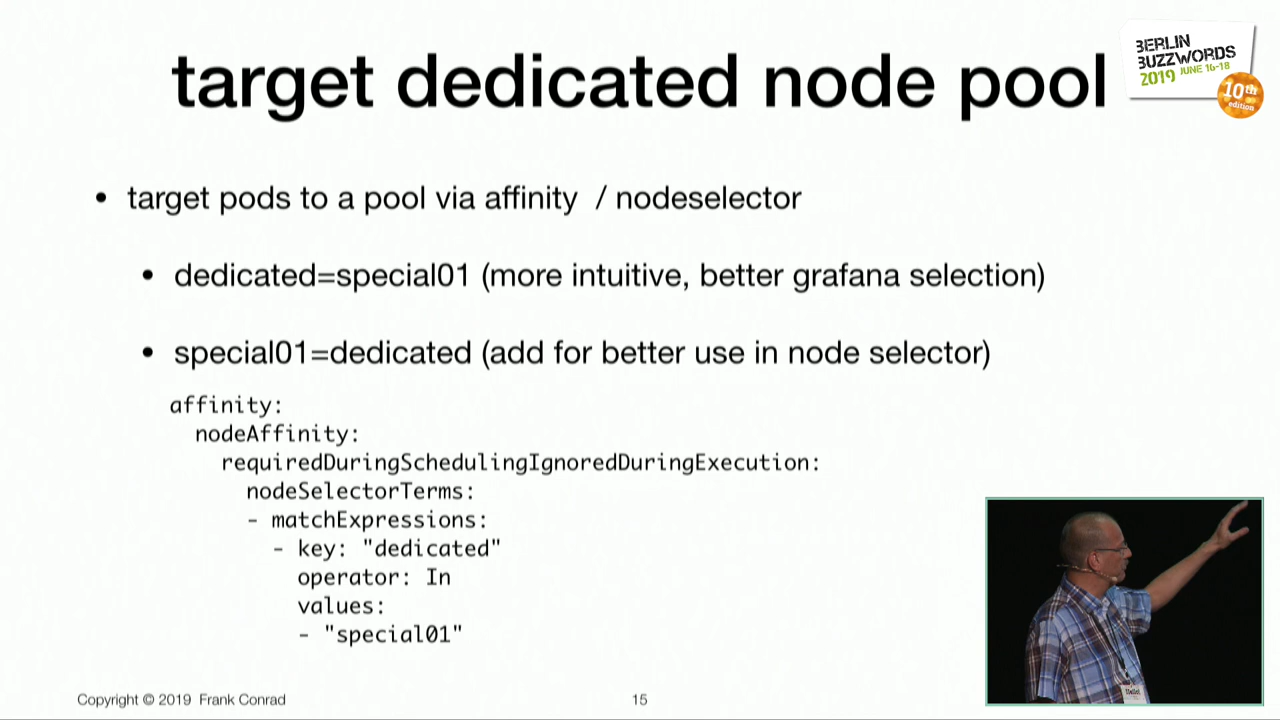 target dedicated node pool
BERLIN
BUZZWORDS
2019 JUNE 16-18
10th
edition
• target pods to a pool via affinity / nodeselector
• dedicated=special01 (more intuitive, better grafana selection)
• special01=dedicated (add for better use in node selector)
affinity:
nodeAffinity:
requiredDuringSchedulingIgnoredDuringExecution:
nodeSelectorTerms:
- matchExpressions:
- key: "dedicated"
operator: In
values:
- "special01"
Copyright © 2019 Frank Conrad
15